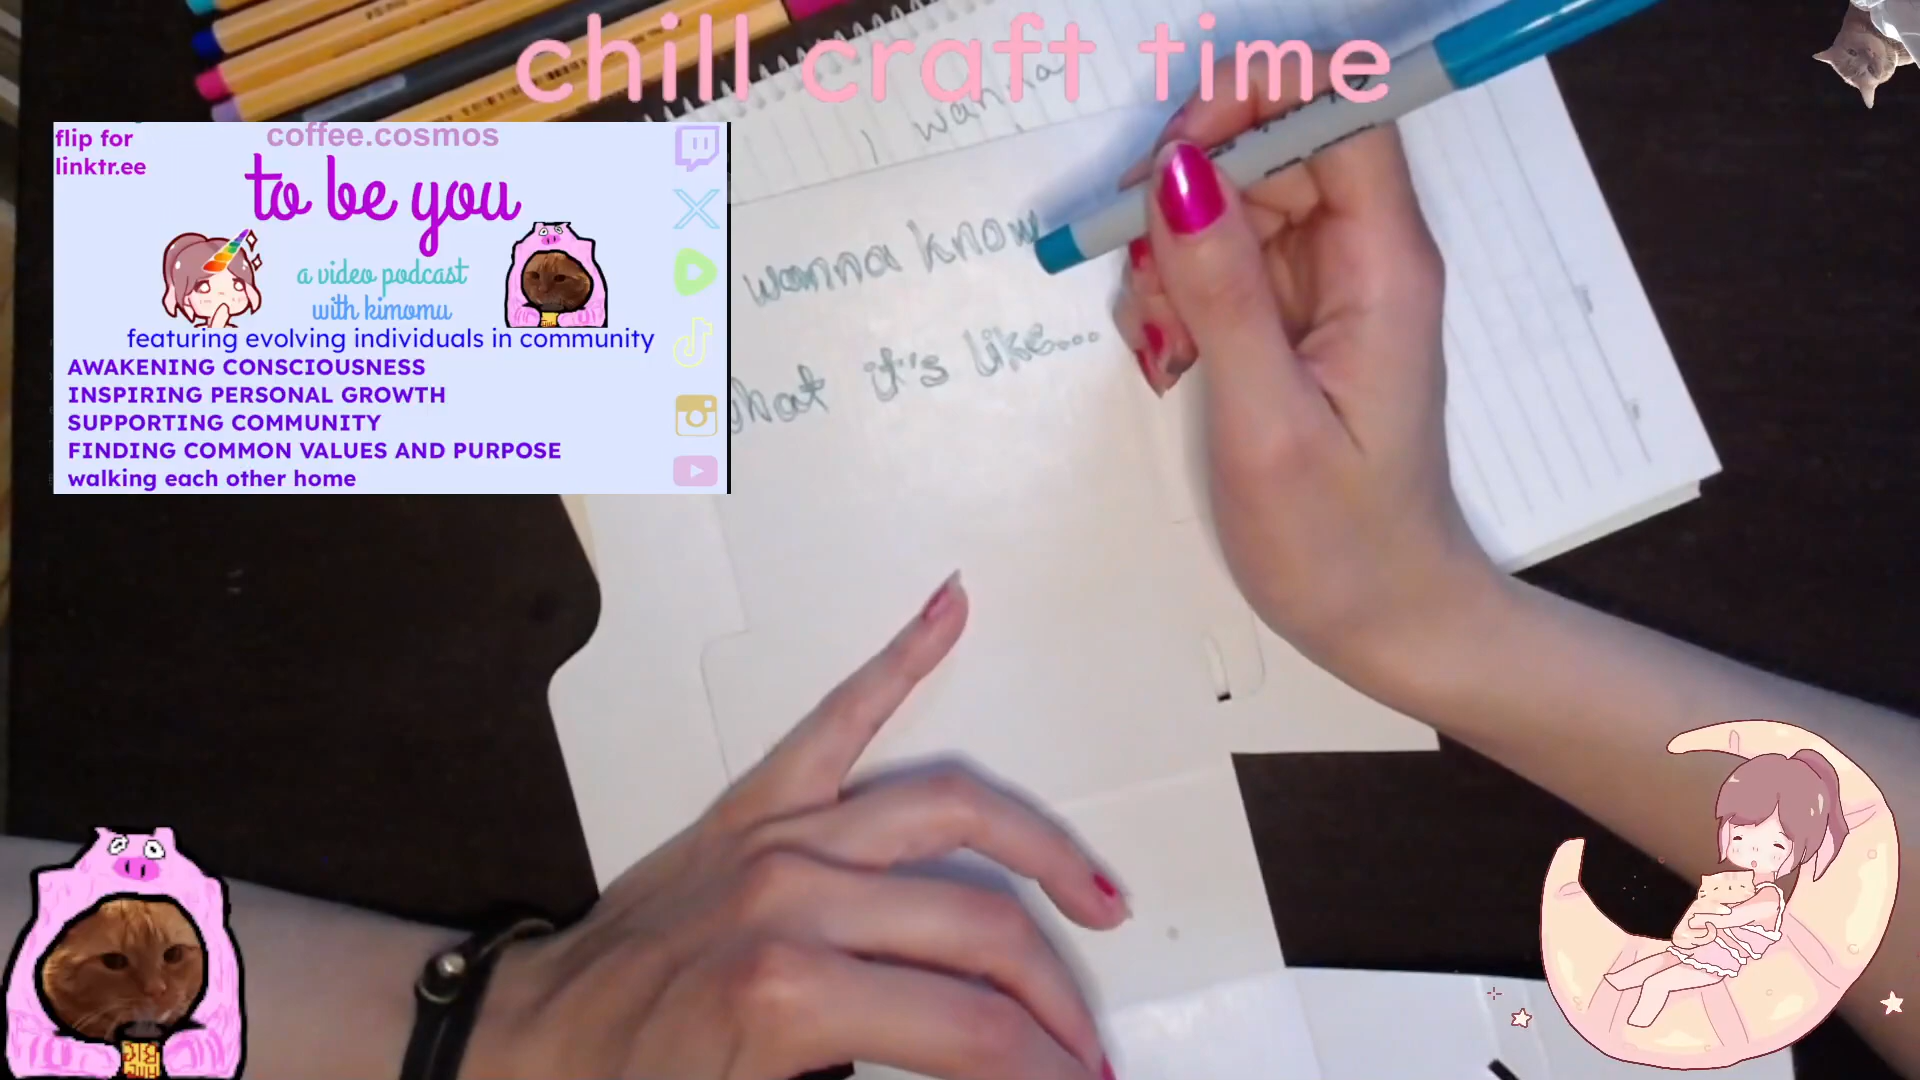 chill craft time
flip for
linktr.ee
coffee.cosmos
to be you
a video podcast
with kimomu
featuring evolving individuals in community
AWAKENING CONSCIOUSNESS
INSPIRING PERSONAL GROWTH
SUPPORTING COMMUNITY
FINDING COMMON VALUES AND PURPOSE
walking each other home
I wanna
wanna know
what it's like...